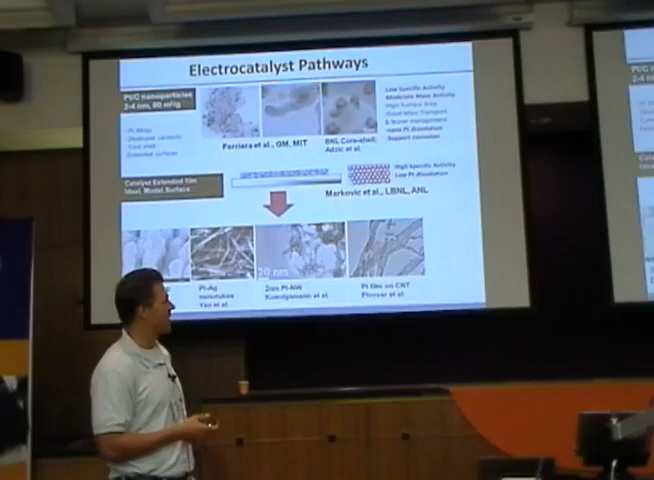 Electrocatalyst Pathways
Pt/C nanoparticles
2-4 nm, 90 m²/g
Low Specific Activity
Moderate Mass Activity
High Surface Area
Good Mass Transport
& Water management
-nano Pt dissolution
Support corrosion
Pt Alloys
Dealloyed catalysts
Core shell
Extended surfaces
Ferriera et al., GM, MIT
BNL Core-shell,
Adzic et al.
Catalyst Extended film
Ideal, Model Surface
High Specific Activity
Low Pt dissolution
Markovic et al., LBNL, ANL
20 nm
Pt-Ag
nanotubes
Yan et al.
2nm Pt-NW
Koenigsmann et al.
Pt film on CNT
Pivovar et al.